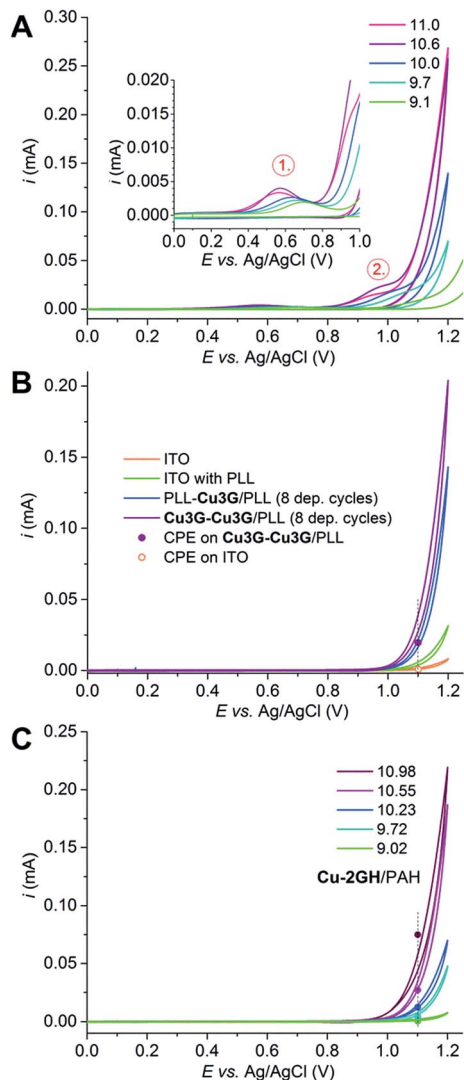 A
0.30
0.25
0.20
0.15
0.10
0.05
0.00
i (mA)
0.0 0.2 0.4 0.6 0.8 1.0 1.2
E vs. Ag/AgCl (V)
11.0
10.6
10.0
9.7
9.1
0.020
0.015
0.010
0.005
0.000
i (mA)
0.0 0.2 0.4 0.6 0.8 1.0
E vs. Ag/AgCl (V)
1.
2.
B
0.20
0.15
0.10
0.05
0.00
i (mA)
ITO
ITO with PLL
PLL-Cu3G/PLL (8 dep. cycles)
Cu3G-Cu3G/PLL (8 dep. cycles)
CPE on Cu3G-Cu3G/PLL
CPE on ITO
0.0 0.2 0.4 0.6 0.8 1.0 1.2
E vs. Ag/AgCl (V)
C
0.25
0.20
0.15
0.10
0.05
0.00
i (mA)
10.98
10.55
10.23
9.72
9.02
Cu-2GH/PAH
0.0 0.2 0.4 0.6 0.8 1.0 1.2
E vs. Ag/AgCl (V)